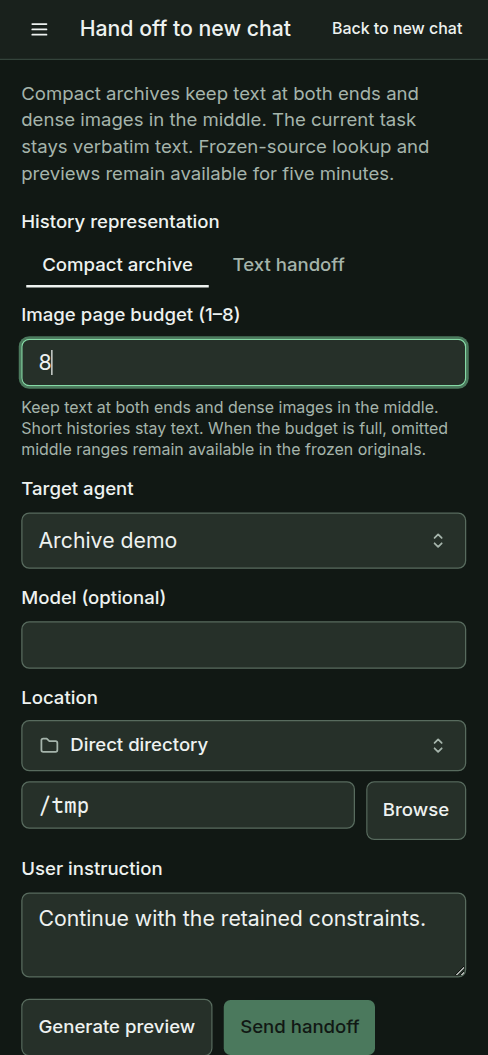 Hand off to new chat
Back to new chat
Compact archives keep text at both ends and
dense images in the middle. The current task
stays verbatim text. Frozen-source lookup and
previews remain available for five minutes.
History representation
Compact archive
Text handoff
Image page budget (1–8)
8
Keep text at both ends and dense images in the middle.
Short histories stay text. When the budget is full, omitted
middle ranges remain available in the frozen originals.
Target agent
Archive demo
Model (optional)
Location
Direct directory
/tmp
Browse
User instruction
Continue with the retained constraints.
Generate preview
Send handoff